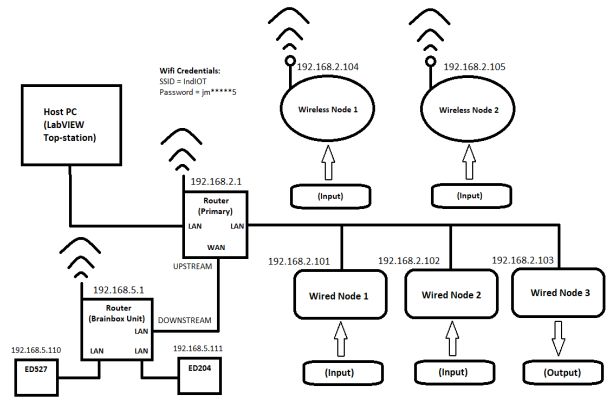 192.168.2.104
192.168.2.105
Wifi Credentials:
SSID = IndIOT
Password = jm*****5
Host PC
(LabVIEW
Top-station)
Wireless Node 1
Wireless Node 2
(Input)
(Input)
192.168.2.1
Router
(Primary)
LAN
LAN
WAN
UPSTREAM
192.168.2.101
192.168.2.102
192.168.2.103
Wired Node 1
Wired Node 2
Wired Node 3
192.168.5.1
Router
(Brainbox Unit)
LAN
DOWNSTREAM
LAN
LAN
192.168.5.110
192.168.5.111
ED527
ED204
(Input)
(Input)
(Output)